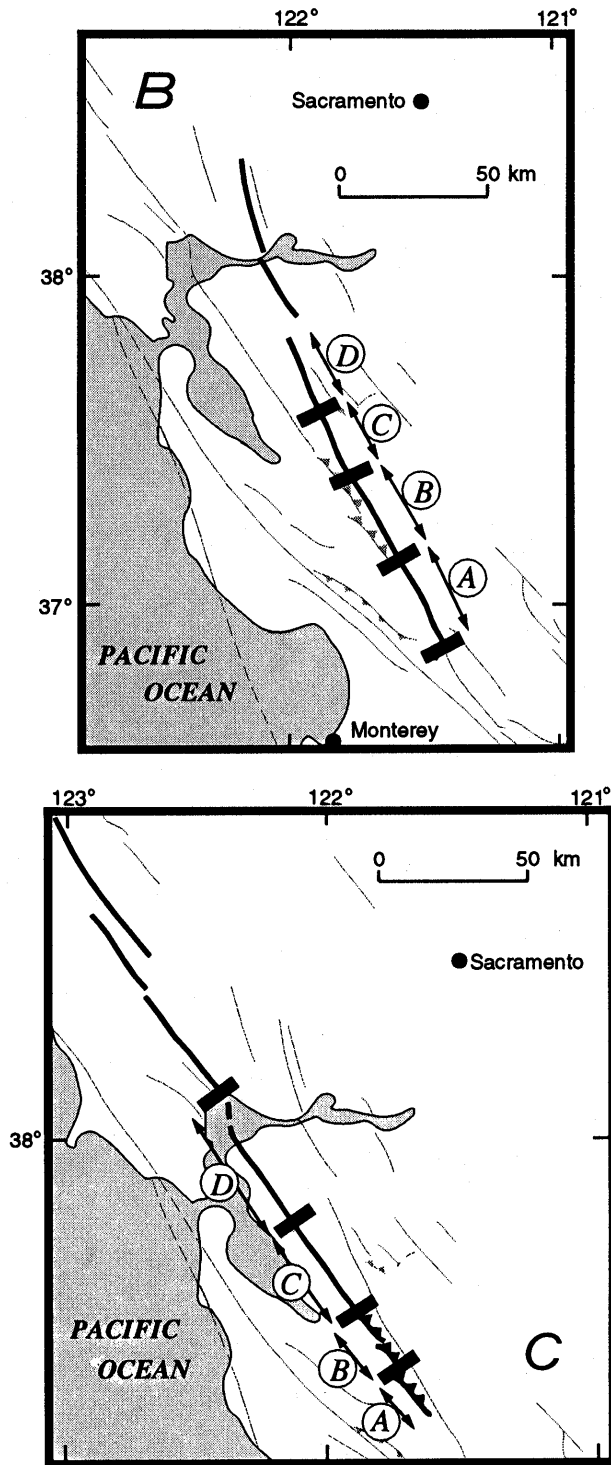 122° 121°
B
Sacramento
0 50 km
38°
D
C
B
37°
A
PACIFIC
OCEAN
Monterey
123° 122° 121°
0 50 km
Sacramento
38°
D
C
PACIFIC
OCEAN
C
B
A